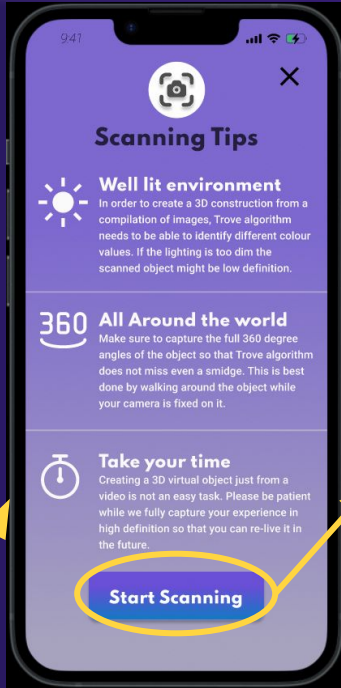 9:41
Scanning Tips
Well lit environment
In order to create a 3D construction from a
compilation of images, Trove algorithm
needs to be able to identify different colour
values. If the lighting is too dim the
scanned object might be low definition.
360
All Around the world
Make sure to capture the full 360 degree
angles of the object so that Trove algorithm
does not miss even a smidge. This is best
done by walking around the object while
your camera is fixed on it.
Take your time
Creating a 3D virtual object just from a
video is not an easy task. Please be patient
while we fully capture your experience in
high definition so that you can re-live it in
the future.
Start Scanning